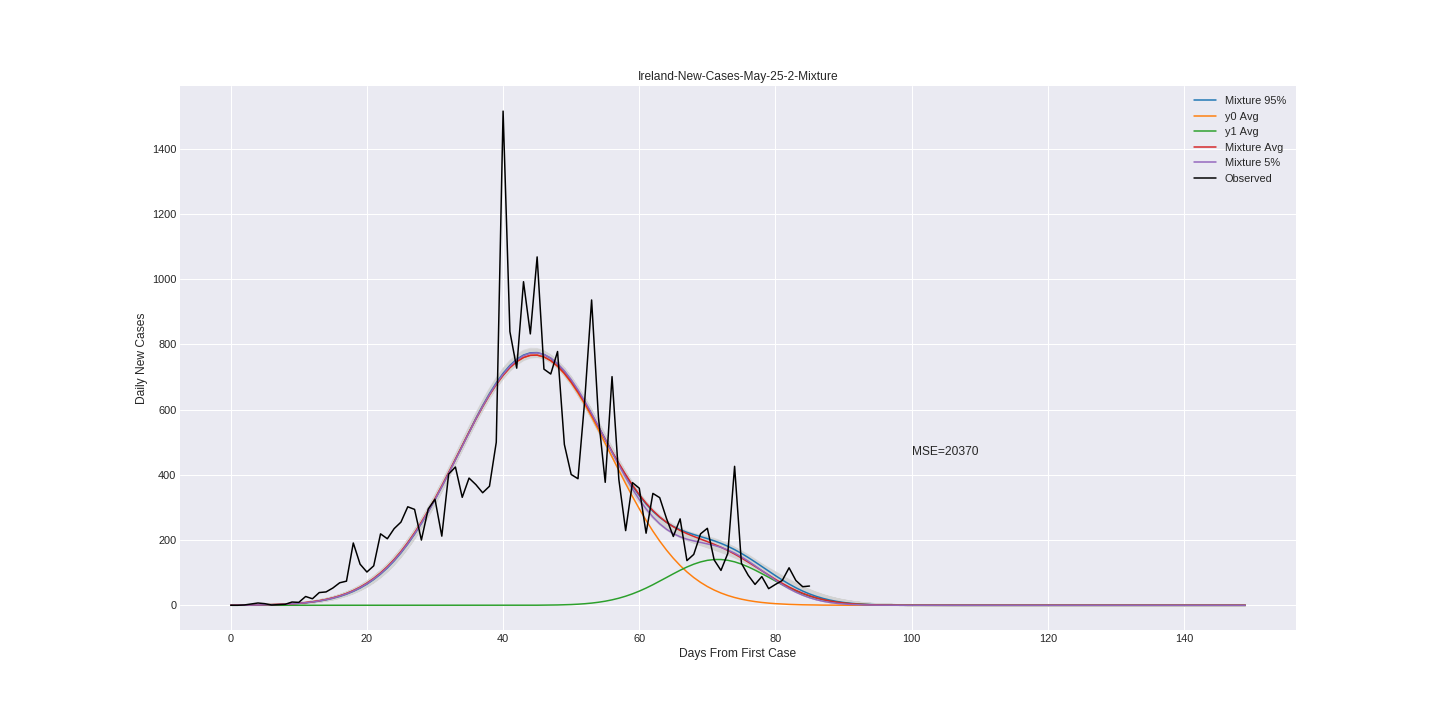 Ireland-New-Cases-May-25-2-Mixture
Mixture 95%
y0 Avg
y1 Avg
Mixture Avg
Mixture 5%
Observed
1400
1200
1000
800
600
400
200
0
Daily New Cases
MSE=20370
0 20 40 60 80 100 120 140
Days From First Case